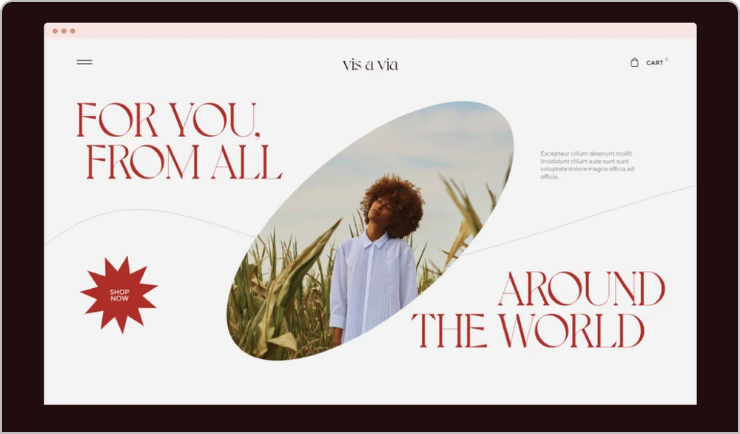 vis a via
CART 0
FOR YOU,
FROM ALL
Excepteur cillum deserunt mollit.
Incididunt cillum aute sunt sunt
voluptate dolore magna officia ad
officia
SHOP
NOW
AROUND
THE WORLD